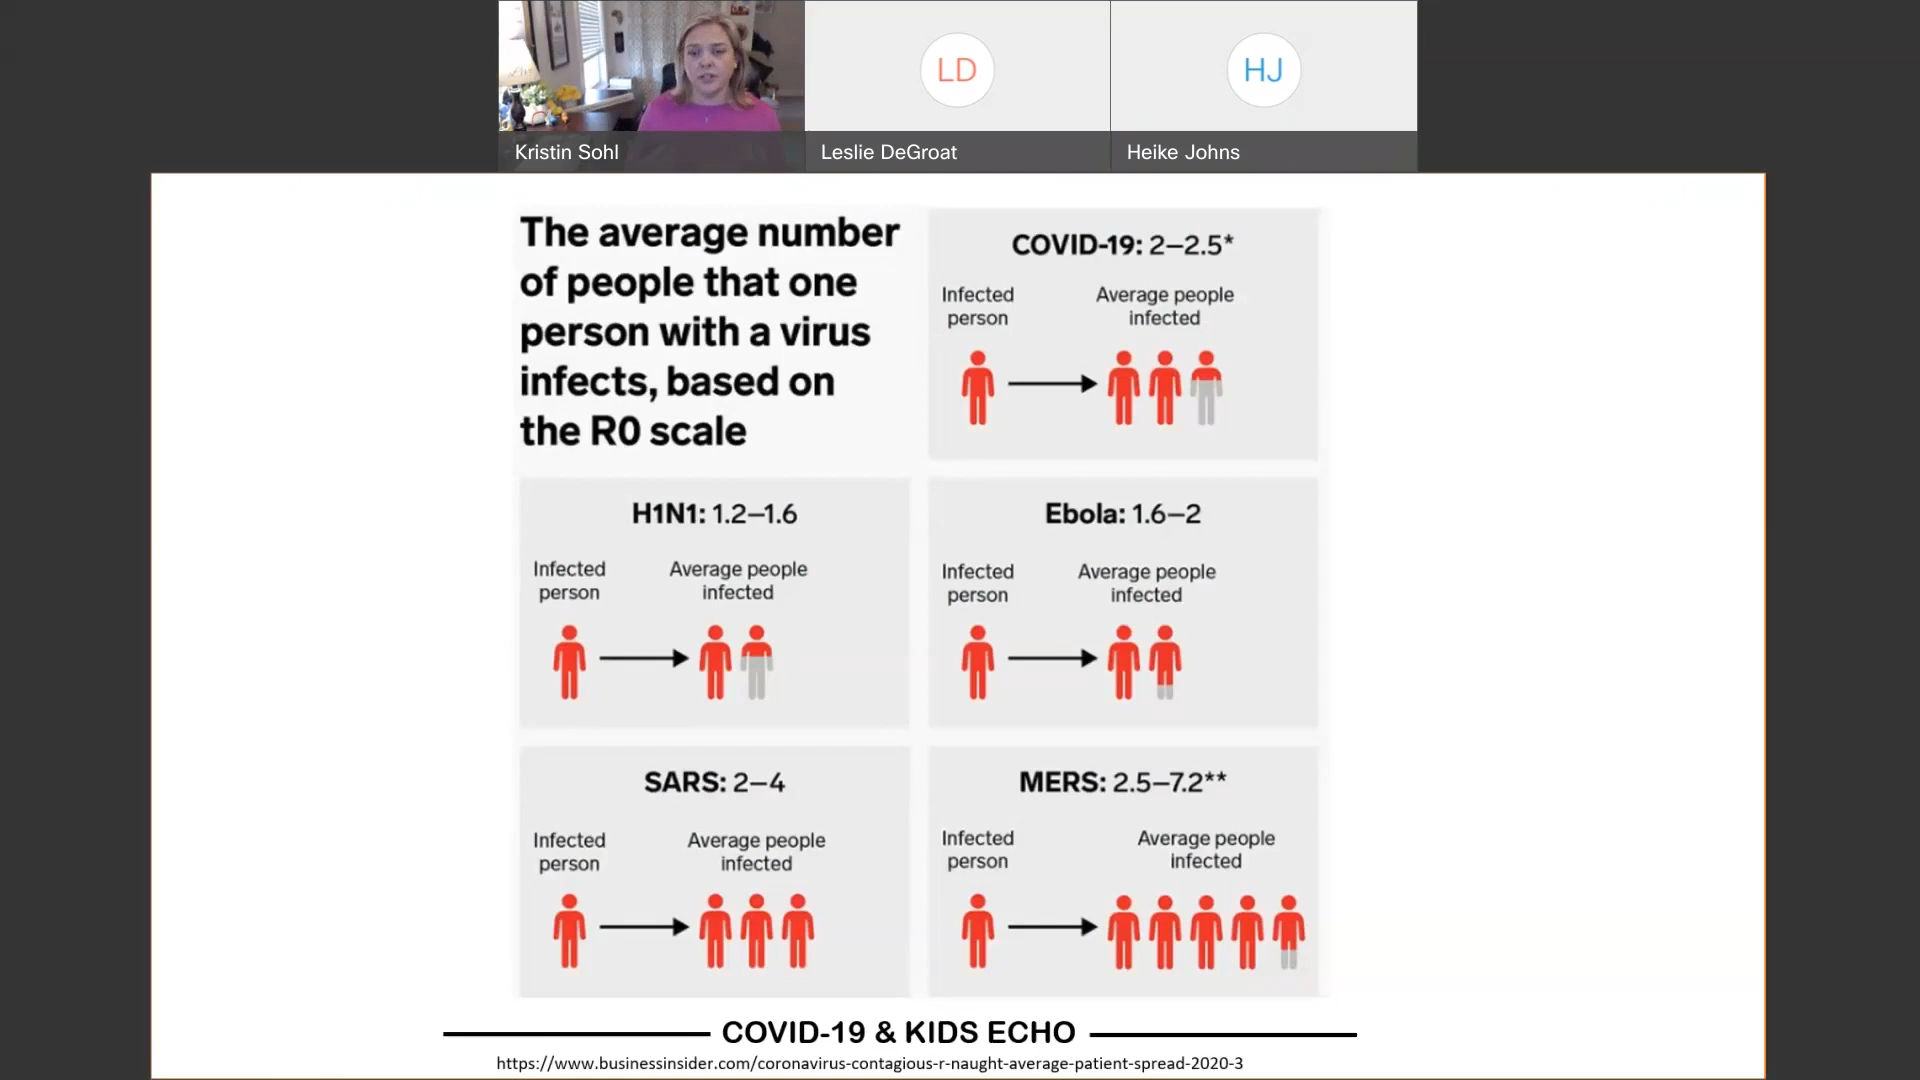 LD
HJ
Kristin Sohl
Leslie DeGroat
Heike Johns
The average number
of people that one
person with a virus
infects, based on
the R0 scale
COVID-19: 2–2.5*
Infected
person
Average people
infected
H1N1: 1.2–1.6
Infected
person
Average people
infected
Ebola: 1.6–2
Infected
person
Average people
infected
SARS: 2–4
Infected
person
Average people
infected
MERS: 2.5–7.2**
Infected
person
Average people
infected
COVID-19 & KIDS ECHO
https://www.businessinsider.com/coronavirus-contagious-r-naught-average-patient-spread-2020-3